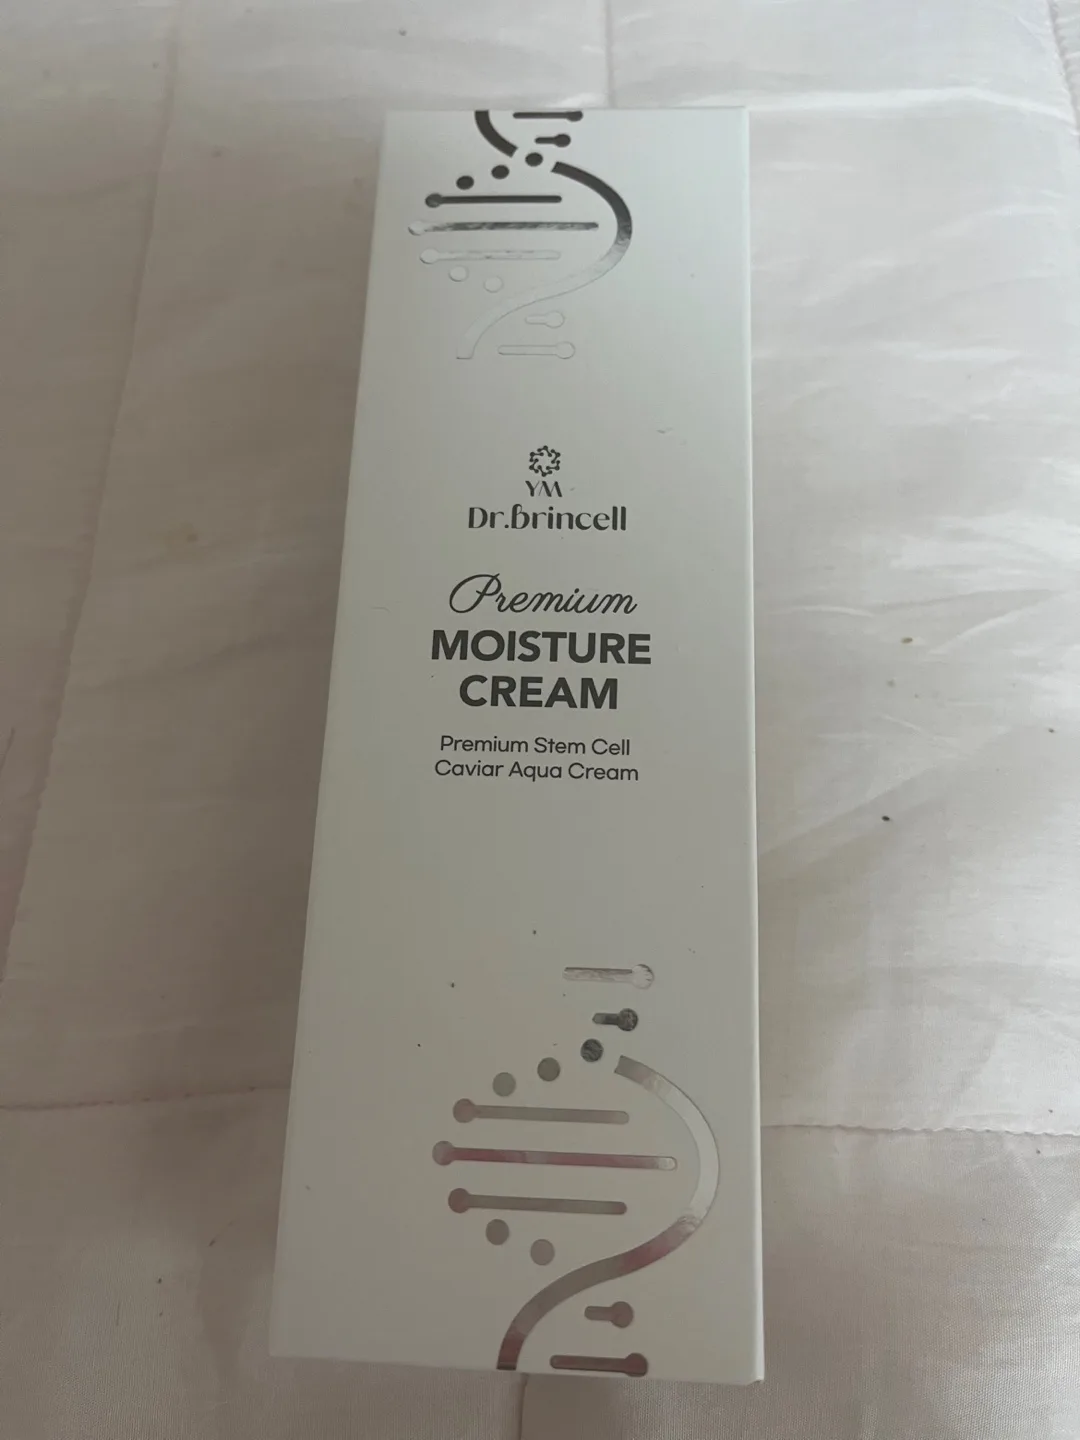 YM
Dr.brincell
Premium
MOISTURE
CREAM
Premium Stem Cell
Caviar Aqua Cream